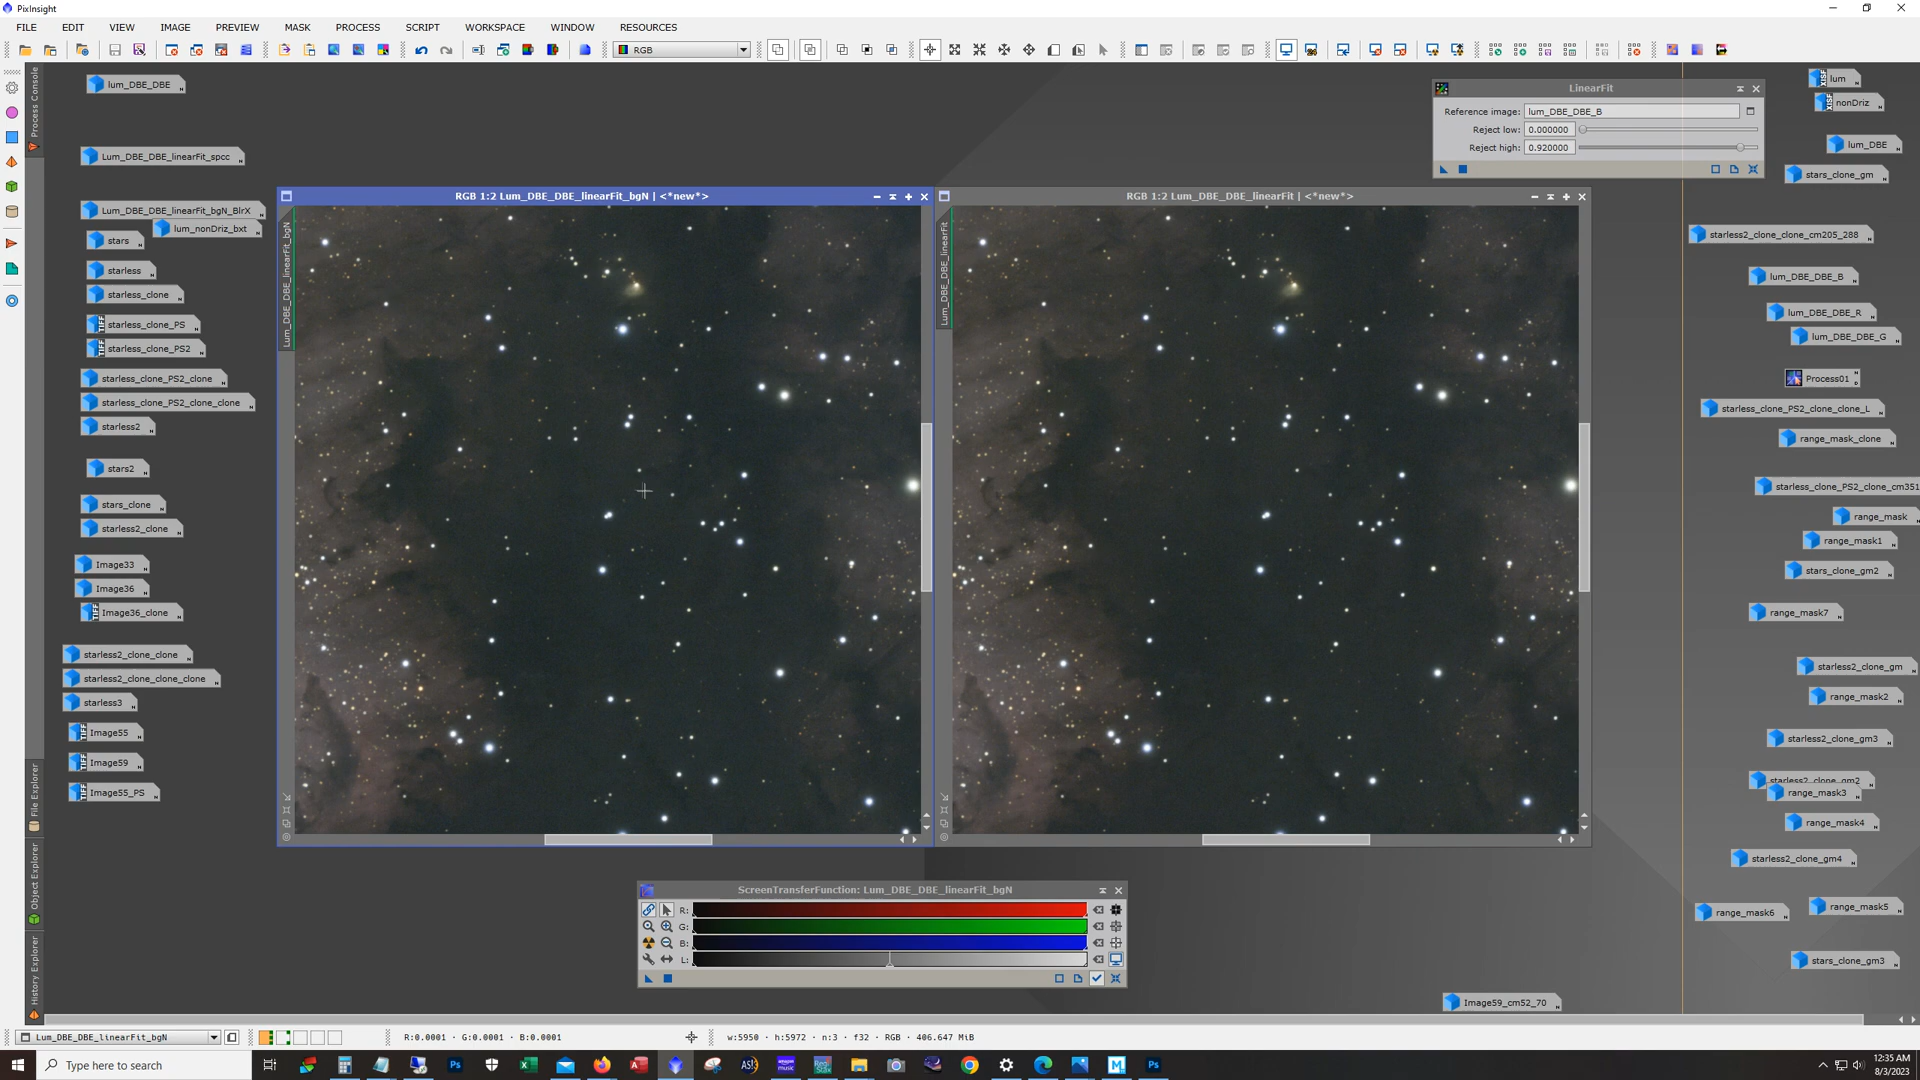 PixInsight
FILE EDIT VIEW IMAGE PREVIEW MASK PROCESS SCRIPT WORKSPACE WINDOW RESOURCES
RGB
Process Console
File Explorer
Object Explorer
History Explorer
lum_DBE_DBE
Lum_DBE_DBE_linearFit_spcc
Lum_DBE_DBE_linearFit_bgN_BlrX
lum_nonDriz_bxt
stars
starless
starless_clone
starless_clone_PS
starless_clone_PS2
starless_clone_PS2_clone
starless_clone_PS2_clone_clone
starless2
stars2
stars_clone
starless2_clone
Image33
Image36
Image36_clone
starless2_clone_clone
starless2_clone_clone_clone
starless3
Image55
Image59
Image55_PS
RGB 1:2 Lum_DBE_DBE_linearFit_bgN | <*new*>
Lum_DBE_DBE_linearFit_bgN
RGB 1:2 Lum_DBE_DBE_linearFit | <*new*>
Lum_DBE_DBE_linearFit
LinearFit
Reference image: lum_DBE_DBE_B
Reject low: 0.000000
Reject high: 0.920000
lum
nonDriz
lum_DBE
stars_clone_gm
starless2_clone_clone_cm205_288
lum_DBE_DBE_B
lum_DBE_DBE_R
lum_DBE_DBE_G
Process01
starless_clone_PS2_clone_clone_L
range_mask_clone
starless_clone_PS2_clone_cm351
range_mask
range_mask1
stars_clone_gm2
range_mask7
starless2_clone_gm
range_mask2
starless2_clone_gm3
starless2_clone_gm2
range_mask3
range_mask4
starless2_clone_gm4
range_mask5
range_mask6
stars_clone_gm3
Image59_cm52_70
ScreenTransferFunction: Lum_DBE_DBE_linearFit_bgN
R:
G:
B:
L:
Lum_DBE_DBE_linearFit_bgN
R:0.0001 · G:0.0001 · B:0.0001
w:5950 · h:5972 · n:3 · f32 · RGB · 406.647 MiB
Type here to search
12:35 AM
8/3/2023